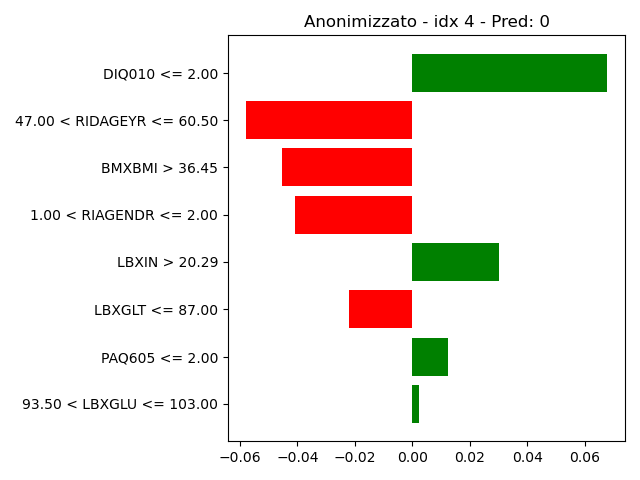 Anonimizzato - idx 4 - Pred: 0
DIQ010 <= 2.00
47.00 < RIDAGEYR <= 60.50
BMXBMI > 36.45
1.00 < RIAGENDR <= 2.00
LBXIN > 20.29
LBXGLT <= 87.00
PAQ605 <= 2.00
93.50 < LBXGLU <= 103.00
−0.06 −0.04 −0.02 0.00 0.02 0.04 0.06